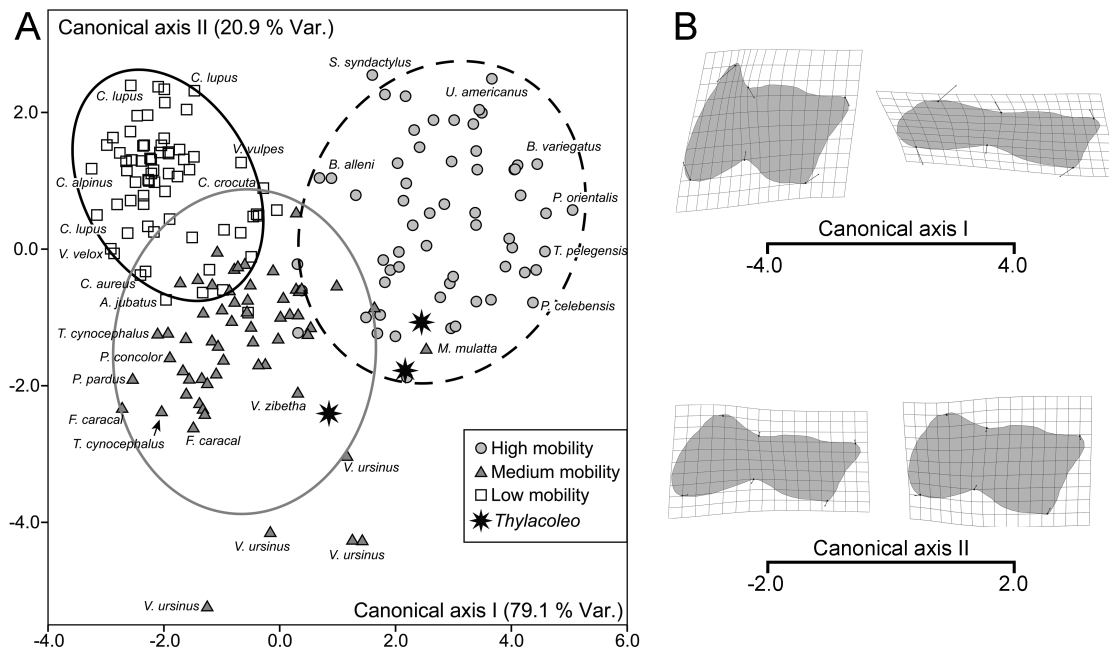 A
Canonical axis II (20.9 % Var.)
S. syndactylus
C. lupus
C. lupus
U. americanus
2.0
V. vulpes
B. alleni
B. variegatus
C. alpinus
C. crocuta
P. orientalis
C. lupus
0.0
V. velox
T. pelegensis
C. aureus
A. jubatus
P. celebensis
T. cynocephalus
M. mulatta
P. concolor
P. pardus
-2.0
V. zibetha
F. caracal
T. cynocephalus
F. caracal
V. ursinus
High mobility
Medium mobility
Low mobility
Thylacoleo
-4.0
V. ursinus
V. ursinus
V. ursinus
Canonical axis I (79.1 % Var.)
-4.0 -2.0 0.0 2.0 4.0 6.0
B
Canonical axis I
-4.0 4.0
Canonical axis II
-2.0 2.0